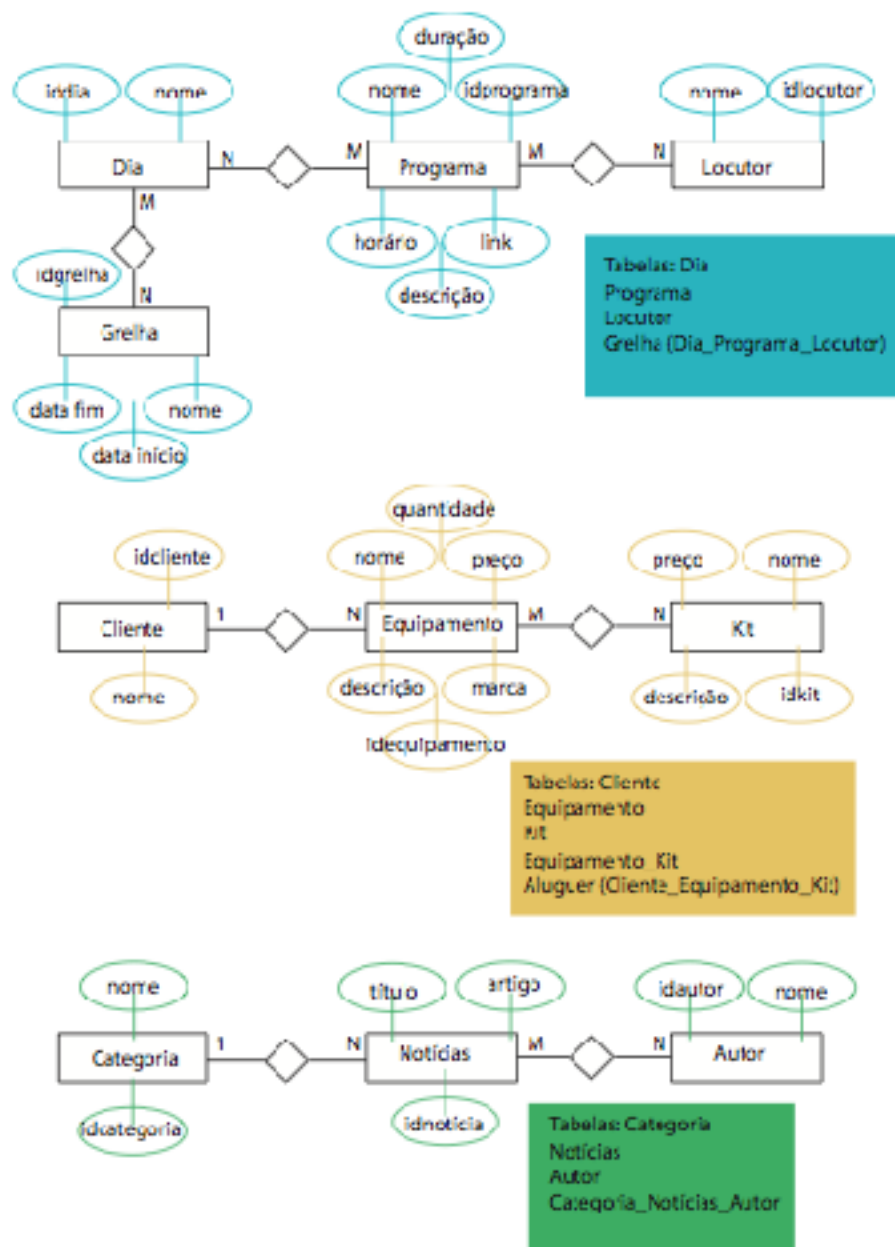 duração
iddia nome nome idprograma nome idlocutor
Dia N M Programa M N Locutor
M
horário link
idgrelha
descrição
N
Grelha
data fim nome
data início
Tabelas: Dia
Programa
Locutor
Grelha (Dia_Programa_Locutor)
quantidade
idcliente nome preço preço nome
Cliente 1 N Equipamento M N Kit
nome descrição marca descrição idkit
idequipamento
Tabelas: Cliente
Equipamento
Kit
Equipamento_Kit
Aluguer (Cliente_Equipamento_Kit)
nome título artigo idautor nome
Categoria 1 N Notícias M N Autor
idcategoria idnotícia
Tabelas: Categoria
Notícias
Autor
Categoria_Notícias_Autor